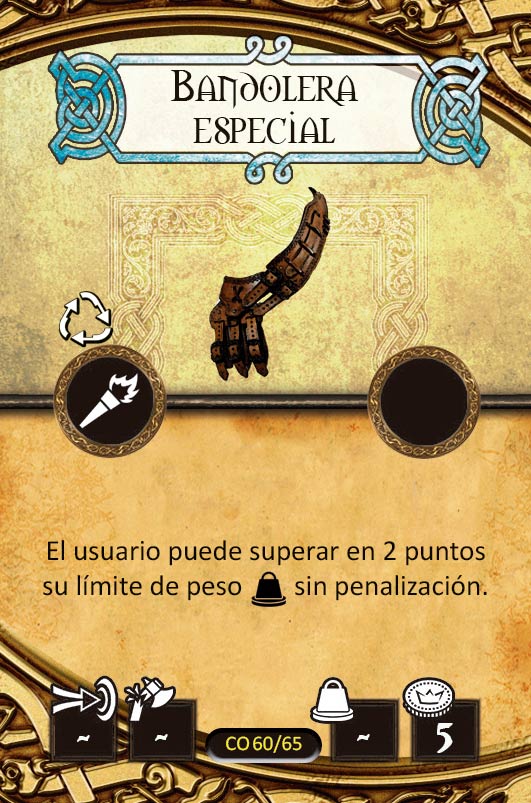 Bandolera
especial
El usuario puede superar en 2 puntos
su límite de peso sin penalización.
~ ~ CO 60/65 ~ 5